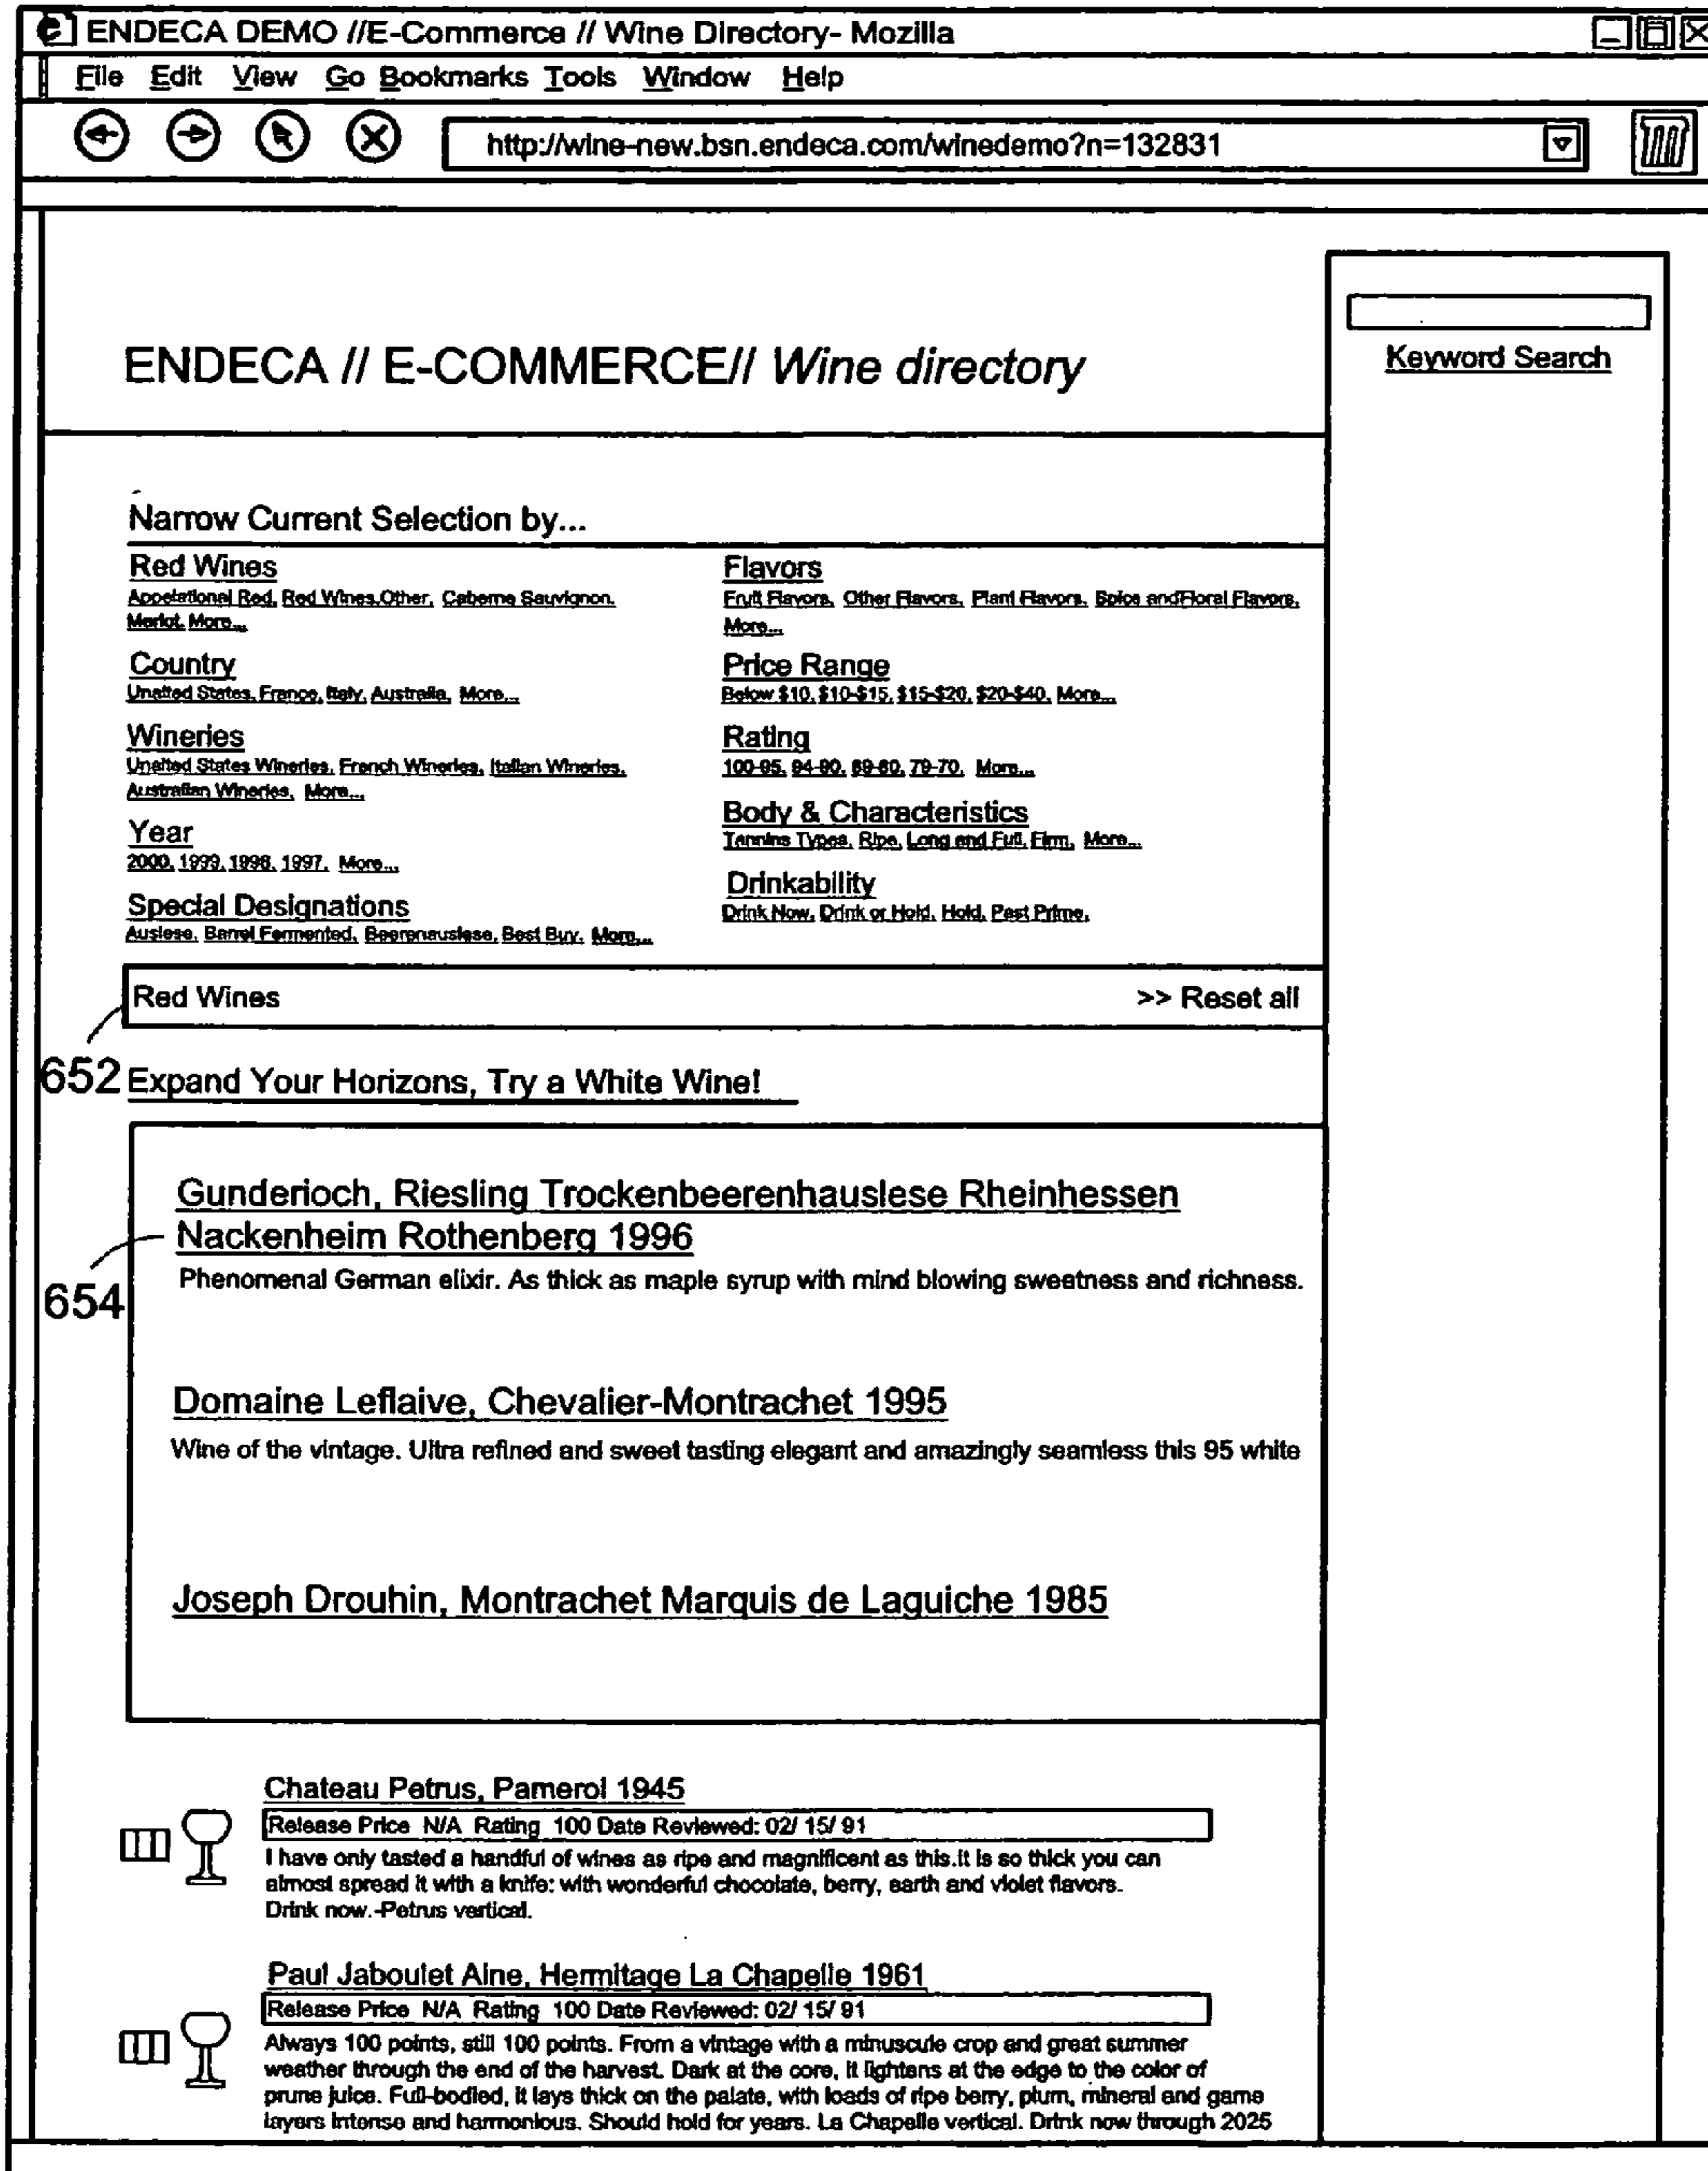 ENDECA DEMO //E-Commerce // Wine Directory- Mozilla
File Edit View Go Bookmarks Tools Window Help
http://wine-new.bsn.endeca.com/winedemo?n=132831
Keyword Search
ENDECA // E-COMMERCE// Wine directory
Narrow Current Selection by...
Red Wines
Appelational Red, Red Wines.Other, Caberne Sauvignon,
Merlot, More...
Country
Unaited States, France, Italy, Australia, More...
Wineries
Unaited States Wineries, French Wineries, Italian Wineries,
Australian Wineries, More...
Year
2000, 1999, 1998, 1997, More...
Special Designations
Auslese, Barrel Fermented, Beerenauslese, Best Buy, More...
Flavors
Fruit Flavors, Other Flavors, Plant Flavors, Spice andFloral Flavors,
More...
Price Range
Below $10, $10-$15, $15-$20, $20-$40, More...
Rating
100-95, 94-90, 89-80, 79-70, More...
Body & Characteristics
Tannins Types, Ripe, Long and Full, Firm, More...
Drinkability
Drink Now, Drink or Hold, Hold, Past Prime,
Red Wines >> Reset all
652
Expand Your Horizons, Try a White Wine!
Gunderioch, Riesling Trockenbeerenhauslese Rheinhessen
Nackenheim Rothenberg 1996
Phenomenal German elixir. As thick as maple syrup with mind blowing sweetness and richness.
654
Domaine Leflaive, Chevalier-Montrachet 1995
Wine of the vintage. Ultra refined and sweet tasting elegant and amazingly seamless this 95 white
Joseph Drouhin, Montrachet Marquis de Laguiche 1985
Chateau Petrus, Pamerol 1945
Release Price N/A Rating 100 Date Reviewed: 02/ 15/ 91
I have only tasted a handful of wines as ripe and magnificent as this.It is so thick you can
almost spread it with a knife: with wonderful chocolate, berry, earth and violet flavors.
Drink now.-Petrus vertical.
Paul Jaboulet Aine, Hermitage La Chapelle 1961
Release Price N/A Rating 100 Date Reviewed: 02/ 15/ 91
Always 100 points, still 100 points. From a vintage with a minuscule crop and great summer
weather through the end of the harvest. Dark at the core, it lightens at the edge to the color of
prune juice. Full-bodied, it lays thick on the palate, with loads of ripe berry, plum, mineral and game
layers intense and harmonious. Should hold for years. La Chapelle vertical. Drink now through 2025